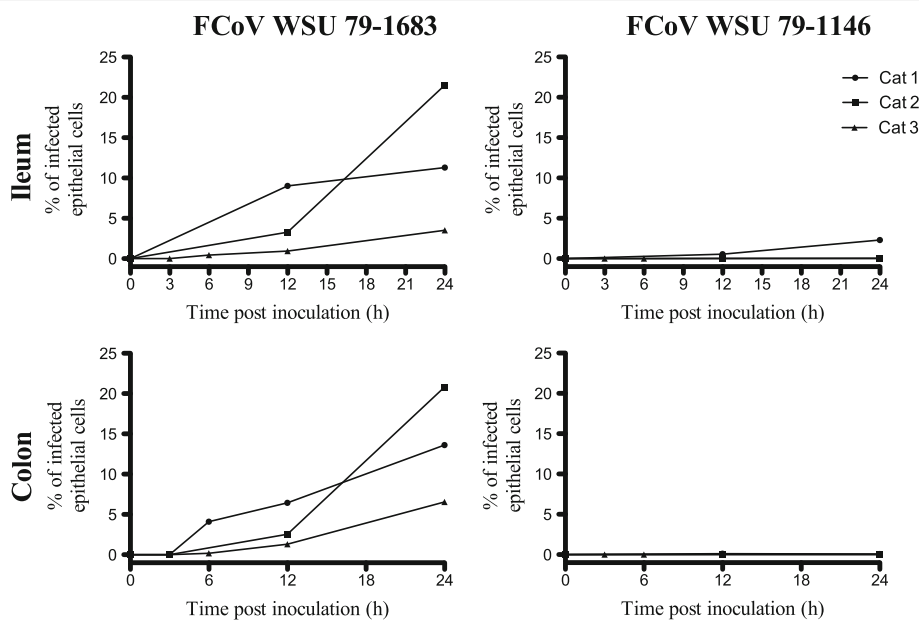 FCoV WSU 79-1683
FCoV WSU 79-1146
Ileum
% of infected
epithelial cells
25
20
15
10
5
0
0 3 6 9 12 15 18 21 24
Time post inoculation (h)
% of infected
epithelial cells
25
20
15
10
5
0
0 3 6 9 12 15 18 21 24
Time post inoculation (h)
Cat 1
Cat 2
Cat 3
Colon
% of infected
epithelial cells
25
20
15
10
5
0
0 6 12 18 24
Time post inoculation (h)
% of infected
epithelial cells
25
20
15
10
5
0
0 6 12 18 24
Time post inoculation (h)